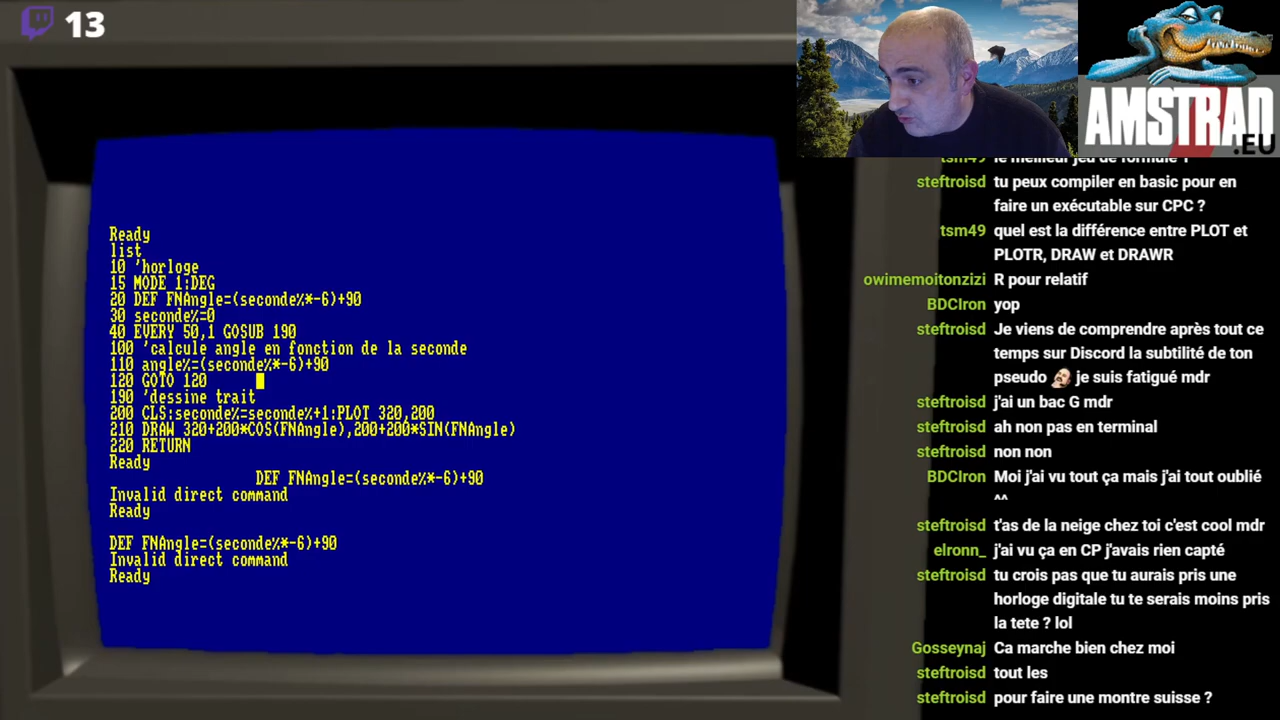 13
AMSTRAD
.EU
Ready
list
10 'horloge
15 MODE 1:DEG
20 DEF FNAngle=(seconde%*-6)+90
30 seconde%=0
40 EVERY 50,1 GOSUB 190
100 'calcule angle en fonction de la seconde
110 angle%=(seconde%*-6)+90
120 GOTO 120
190 'dessine trait
200 CLS:seconde%=seconde%+1:PLOT 320,200
210 DRAW 320+200*COS(FNAngle),200+200*SIN(FNAngle)
220 RETURN
Ready
DEF FNAngle=(seconde%*-6)+90
Invalid direct command
Ready
DEF FNAngle=(seconde%*-6)+90
Invalid direct command
Ready
tsm49 le meilleur jeu de formule 1
steftroisd tu peux compiler en basic pour en
faire un exécutable sur CPC ?
tsm49 quel est la différence entre PLOT et
PLOTR, DRAW et DRAWR
owimemoitonzizi R pour relatif
BDCIron yop
steftroisd Je viens de comprendre après tout ce
temps sur Discord la subtilité de ton
pseudo je suis fatigué mdr
steftroisd j'ai un bac G mdr
steftroisd ah non pas en terminal
steftroisd non non
BDCIron Moi j'ai vu tout ça mais j'ai tout oublié
^^
steftroisd t'as de la neige chez toi c'est cool mdr
elronn_ j'ai vu ça en CP j'avais rien capté
steftroisd tu crois pas que tu aurais pris une
horloge digitale tu te serais moins pris
la tete ? lol
Gosseynaj Ca marche bien chez moi
steftroisd tout les
steftroisd pour faire une montre suisse ?